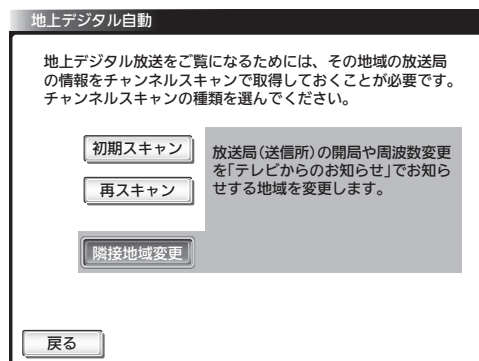 地上デジタル自動
地上デジタル放送をご覧になるためには、その地域の放送局
の情報をチャンネルスキャンで取得しておくことが必要です。
チャンネルスキャンの種類を選んでください。
初期スキャン
再スキャン
隣接地域変更
放送局(送信所)の開局や周波数変更
を「テレビからのお知らせ」でお知ら
せする地域を変更します。
戻る